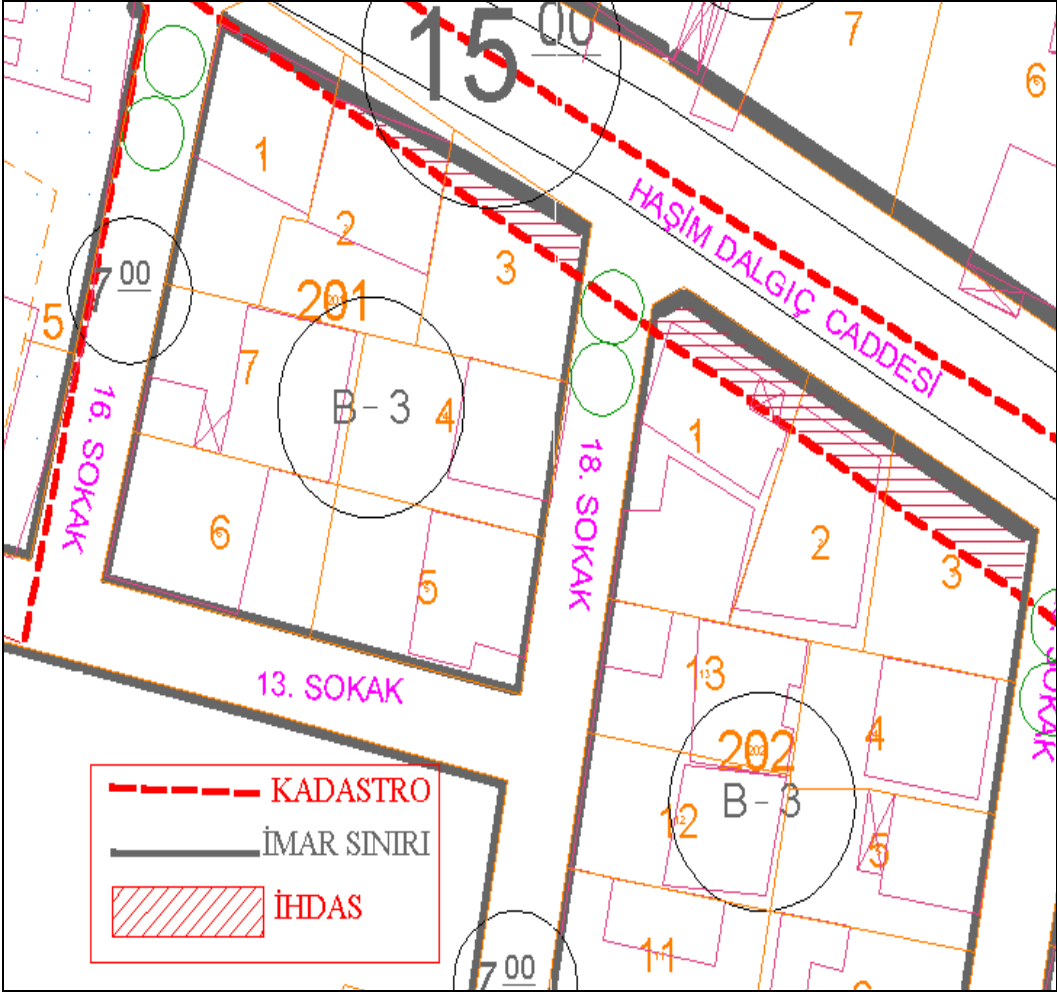 15 00
7
6
1
2
3
HAŞİM DALGIÇ CADDESİ
7 00
201
5
7
B - 3
4
16. SOKAK
18. SOKAK
1
2
3
6
5
13. SOKAK
13
4
202
B - 3
SOKAK
12
5
11
7 00
KADASTRO
İMAR SINIRI
İHDAS